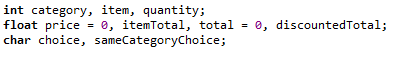 int category, item, quantity;
float price = 0, itemTotal, total = 0, discountedTotal;
char choice, sameCategoryChoice;